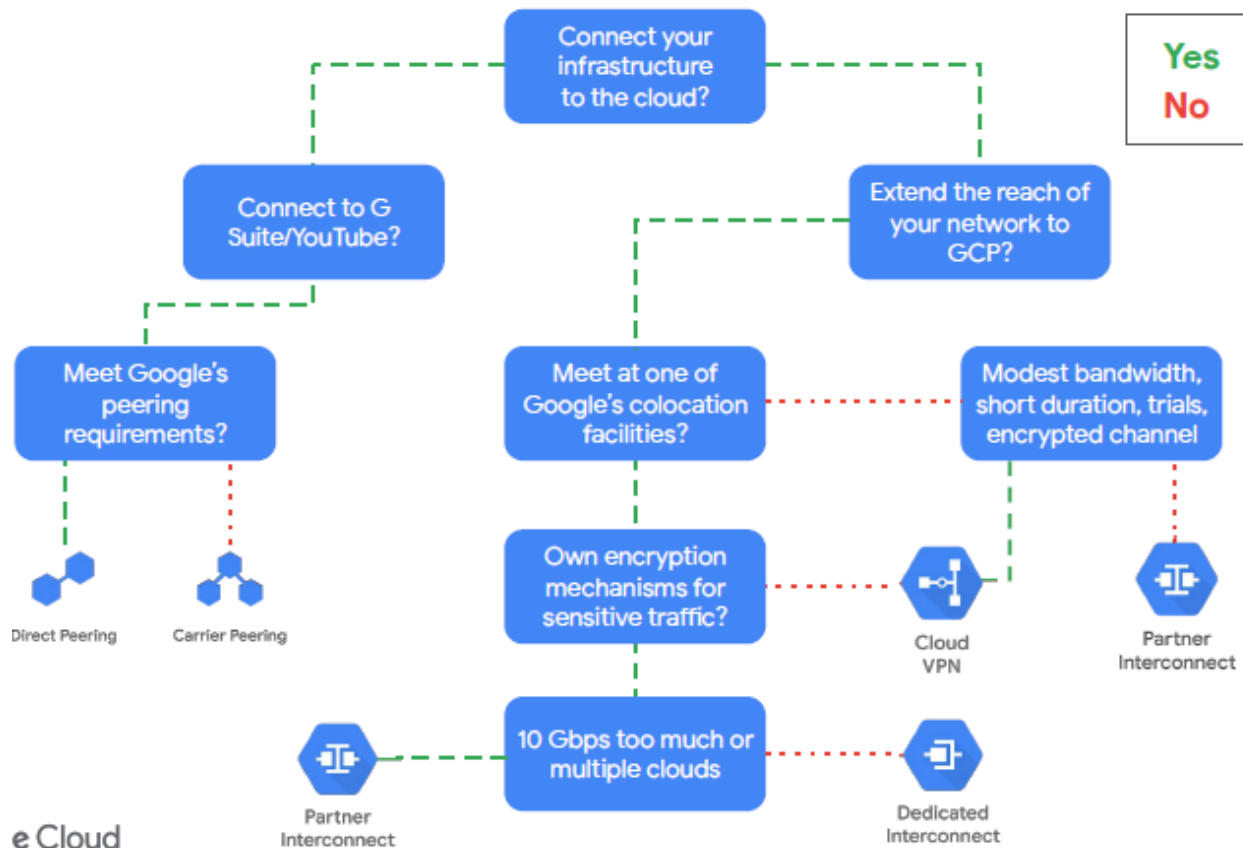 Connect your
infrastructure
to the cloud?
Yes
No
Connect to G
Suite/YouTube?
Extend the reach of
your network to
GCP?
Meet Google's
peering
requirements?
Meet at one of
Google's colocation
facilities?
Modest bandwidth,
short duration, trials,
encrypted channel
Own encryption
mechanisms for
sensitive traffic?
Direct Peering
Carrier Peering
Cloud
VPN
Partner
Interconnect
10 Gbps too much or
multiple clouds
Partner
Interconnect
Dedicated
Interconnect
e Cloud